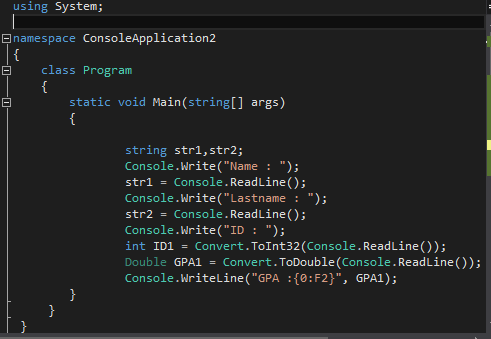 using System;
namespace ConsoleApplication2
{
class Program
{
static void Main(string[] args)
{
string str1,str2;
Console.Write("Name : ");
str1 = Console.ReadLine();
Console.Write("Lastname : ");
str2 = Console.ReadLine();
Console.Write("ID : ");
int ID1 = Convert.ToInt32(Console.ReadLine());
Double GPA1 = Convert.ToDouble(Console.ReadLine());
Console.WriteLine("GPA :{0:F2}", GPA1);
}
}
}